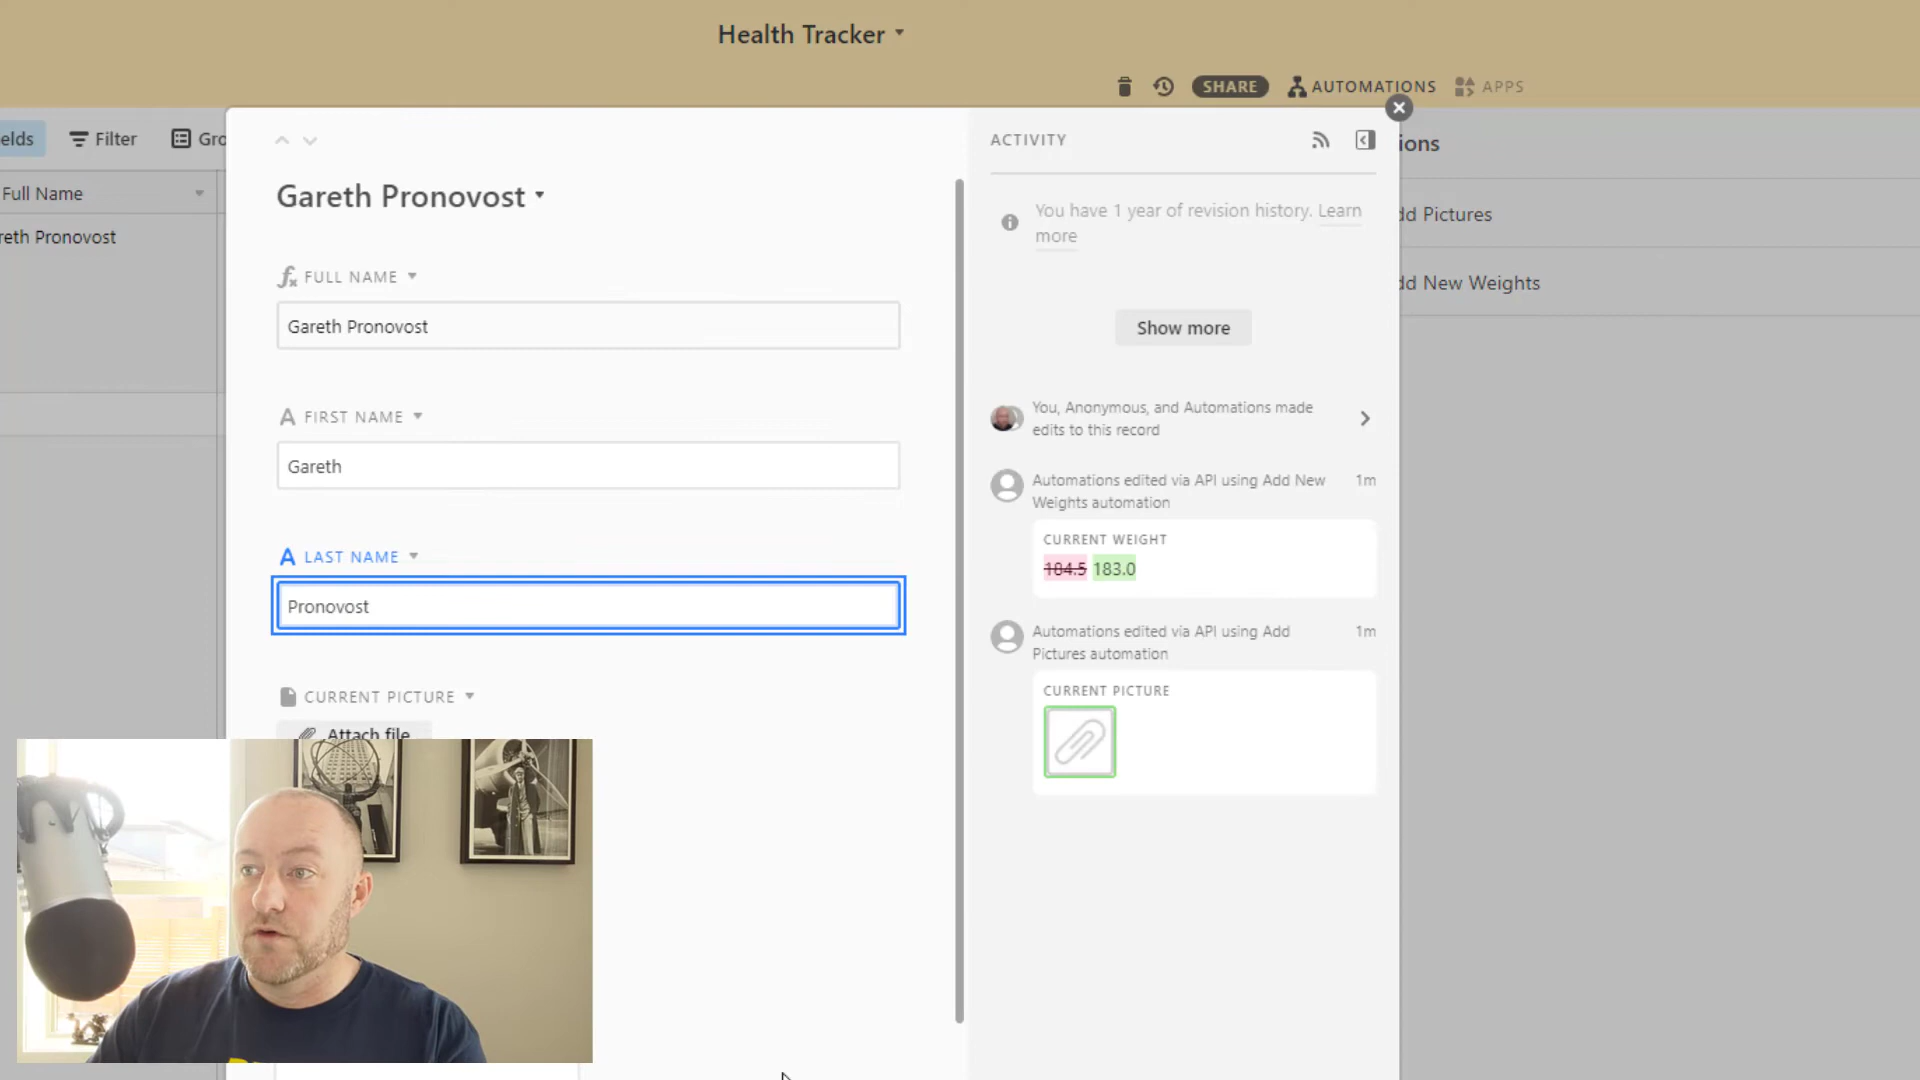 Health Tracker
SHARE
AUTOMATIONS
APPS
elds
Filter
Gro
Full Name
reth Pronovost
Gareth Pronovost
FULL NAME
Gareth Pronovost
FIRST NAME
Gareth
LAST NAME
Pronovost
CURRENT PICTURE
Attach file
ACTIVITY
You have 1 year of revision history. Learn
more
Show more
You, Anonymous, and Automations made
edits to this record
Automations edited via API using Add New
Weights automation
1m
CURRENT WEIGHT
184.5 183.0
Automations edited via API using Add
Pictures automation
1m
CURRENT PICTURE
ions
dd Pictures
dd New Weights